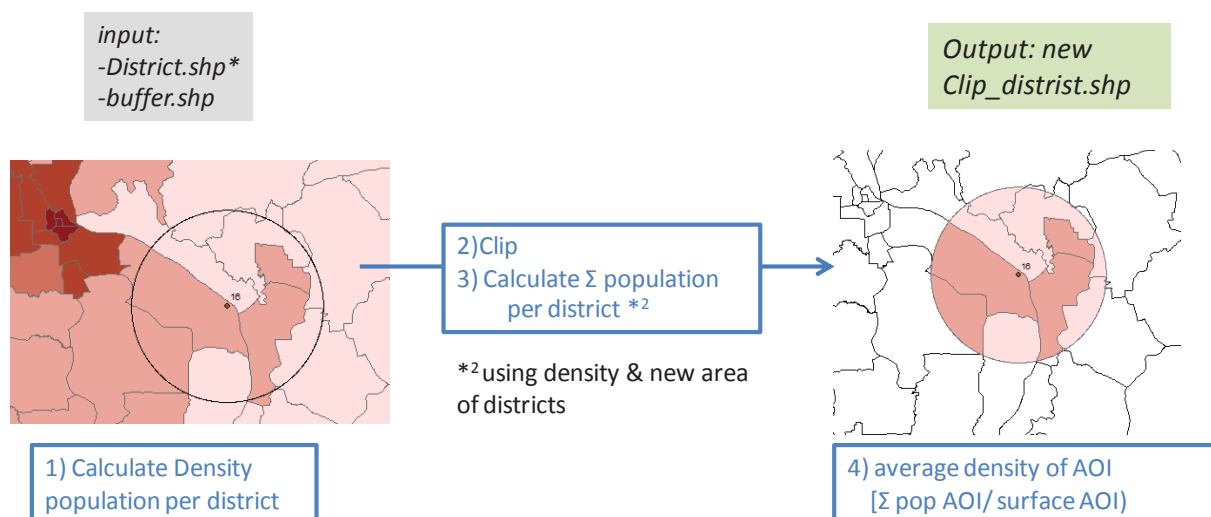 input:
-District.shp*
-buffer.shp
Output: new
Clip_distrist.shp
16
2)Clip
3) Calculate Σ population
per district *2
*2 using density & new area
of districts
16
1) Calculate Density
population per district
4) average density of AOI
[Σ pop AOI/ surface AOI)